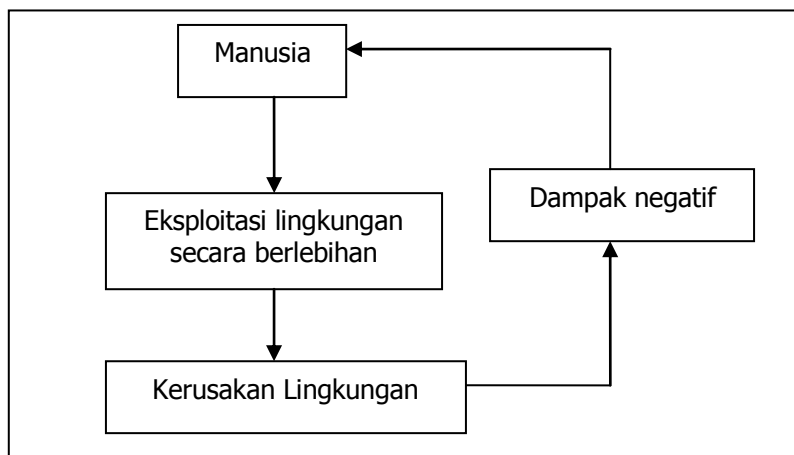 Manusia
Eksploitasi lingkungan
secara berlebihan
Kerusakan Lingkungan
Dampak negatif